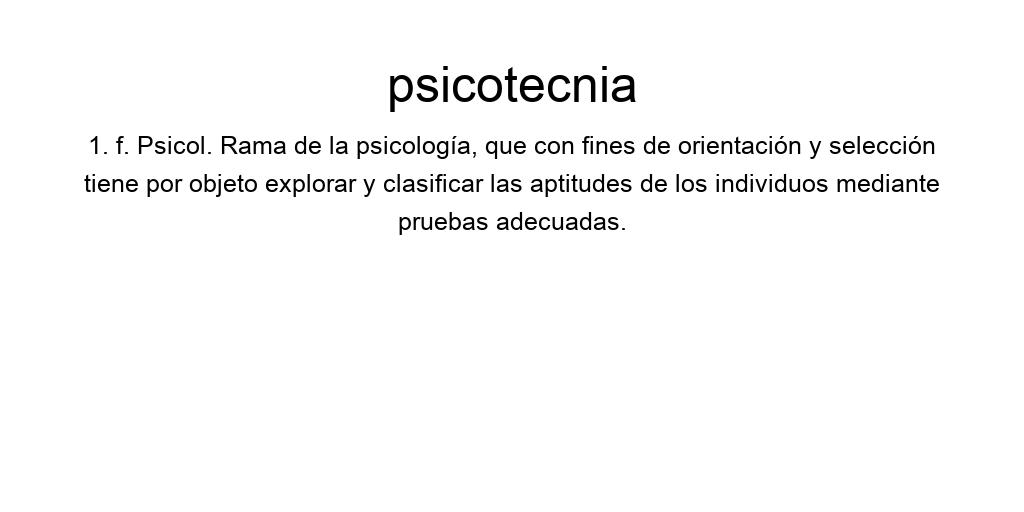 psicotecnia
1. f. Psicol. Rama de la psicología, que con fines de orientación y selección
tiene por objeto explorar y clasificar las aptitudes de los individuos mediante
pruebas adecuadas.